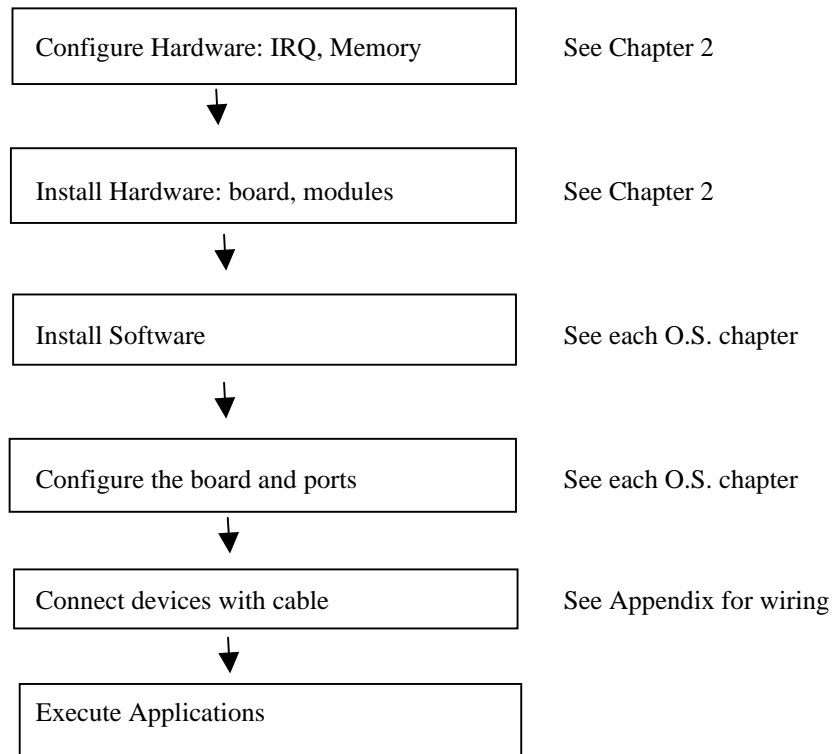 Configure Hardware: IRQ, Memory See Chapter 2
Install Hardware: board, modules See Chapter 2
Install Software See each O.S. chapter
Configure the board and ports See each O.S. chapter
Connect devices with cable See Appendix for wiring
Execute Applications